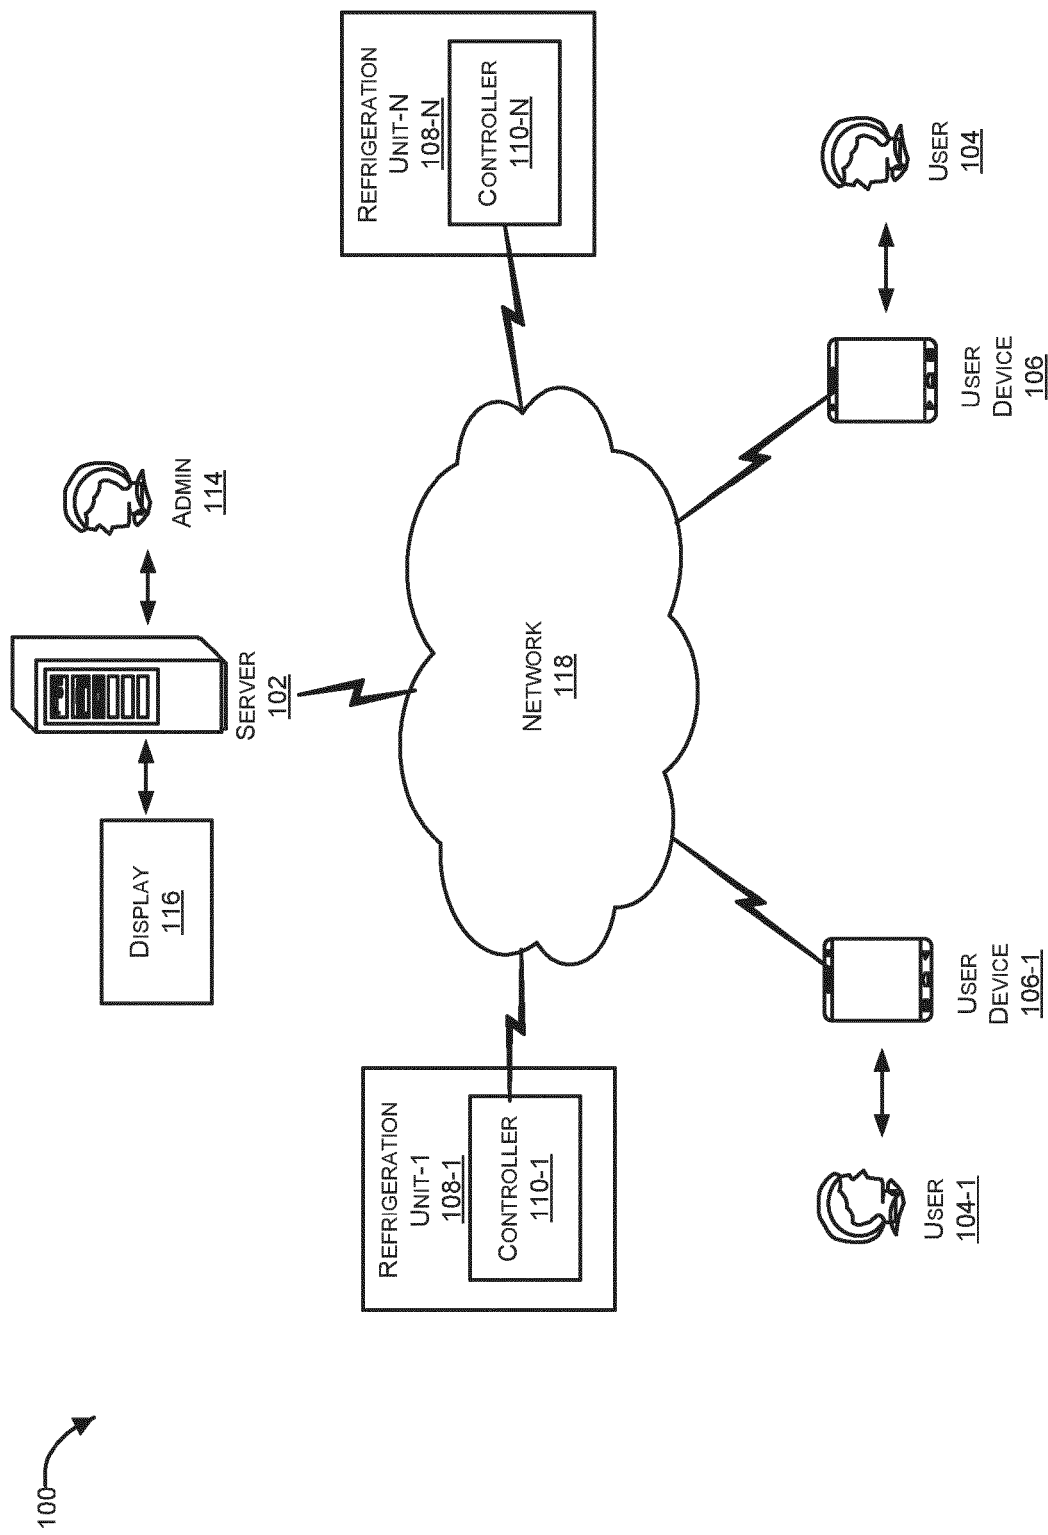 100
DISPLAY
116
SERVER
102
ADMIN
114
REFRIGERATION
UNIT-1
108-1
CONTROLLER
110-1
NETWORK
118
REFRIGERATION
UNIT-N
108-N
CONTROLLER
110-N
USER
104-1
USER
DEVICE
106-1
USER
DEVICE
106
USER
104